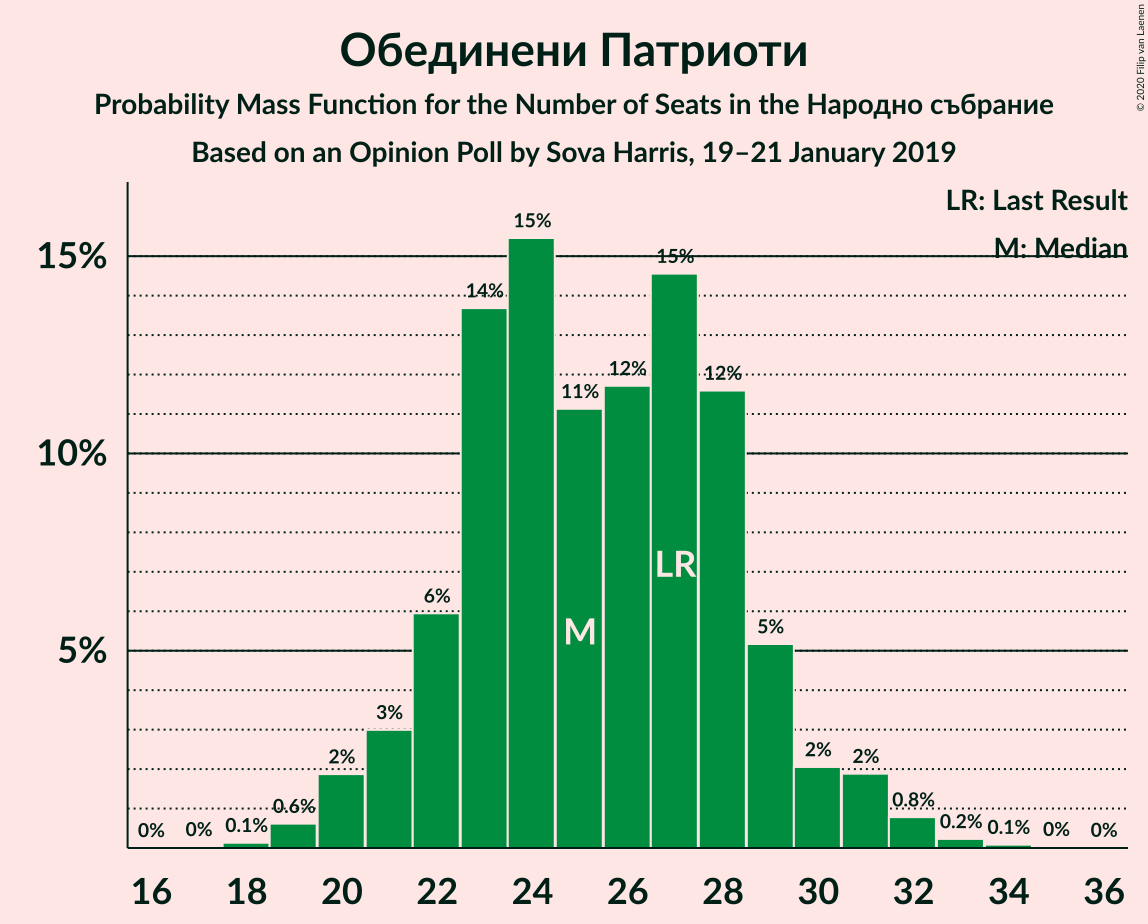 Обединени Патриоти
Probability Mass Function for the Number of Seats in the Народно събрание
Based on an Opinion Poll by Sova Harris, 19–21 January 2019
© 2020 Filip van Laenen
LR: Last Result
M: Median
15%
10%
5%
0%
0%
0.1%
0.6%
2%
3%
6%
14%
15%
11%
12%
15%
12%
5%
2%
2%
0.8%
0.2%
0.1%
0%
0%
M
LR
16 18 20 22 24 26 28 30 32 34 36